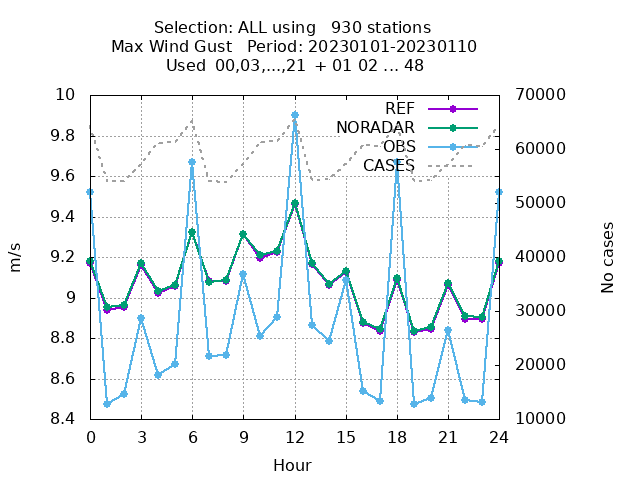 Selection: ALL using   930 stations
Max Wind Gust   Period: 20230101-20230110
Used  00,03,...,21  + 01 02 ... 48
10
9.8
9.6
9.4
9.2
9
8.8
8.6
8.4
m/s
REF
NORADAR
OBS
CASES
70000
60000
50000
40000
30000
20000
10000
No cases
0 3 6 9 12 15 18 21 24
Hour